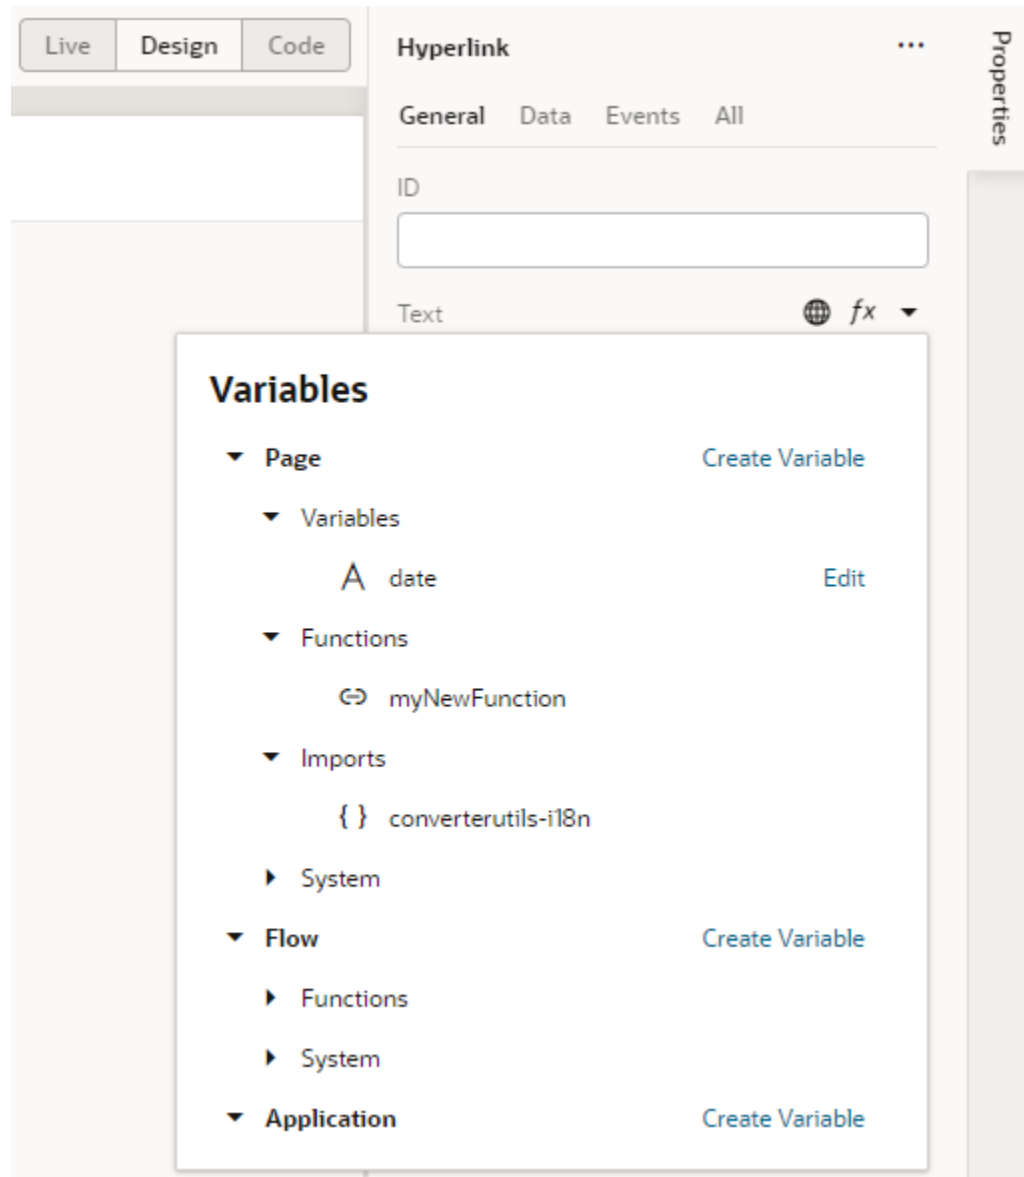 Live Design Code
Hyperlink ...
Properties
General Data Events All
ID
Text fx
Variables
Page Create Variable
Variables
A date Edit
Functions
myNewFunction
Imports
{ } converterutils-i18n
System
Flow Create Variable
Functions
System
Application Create Variable